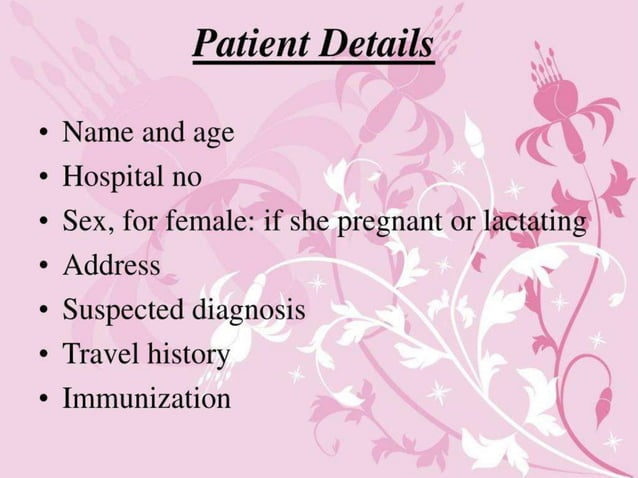 Patient Details
• Name and age
• Hospital no
• Sex, for female: if she pregnant or lactating
• Address
• Suspected diagnosis
• Travel history
• Immunization